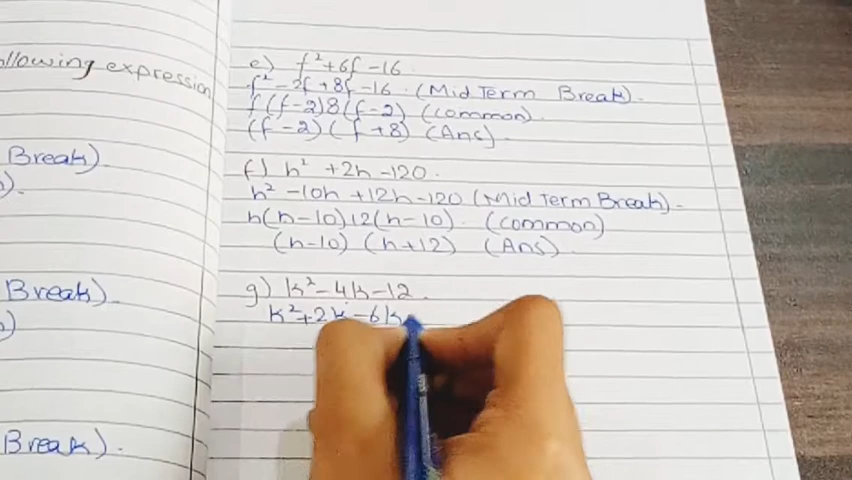 ollowing expression
Break)
).
Break)
)
Break).
e) f²+6f-16.
f²-2f+8f-16. (Mid Term Break).
f(f-2)8(f-2) (common).
(f-2)(f+8) (Ans).
f) h²+2h-120.
h²-10h+12h-120 (Mid Term Break).
h(h-10)12(h-10). (common)
(h-10) (h+12) (Ans).
g) k²-4k-12.
k²+2k-6k